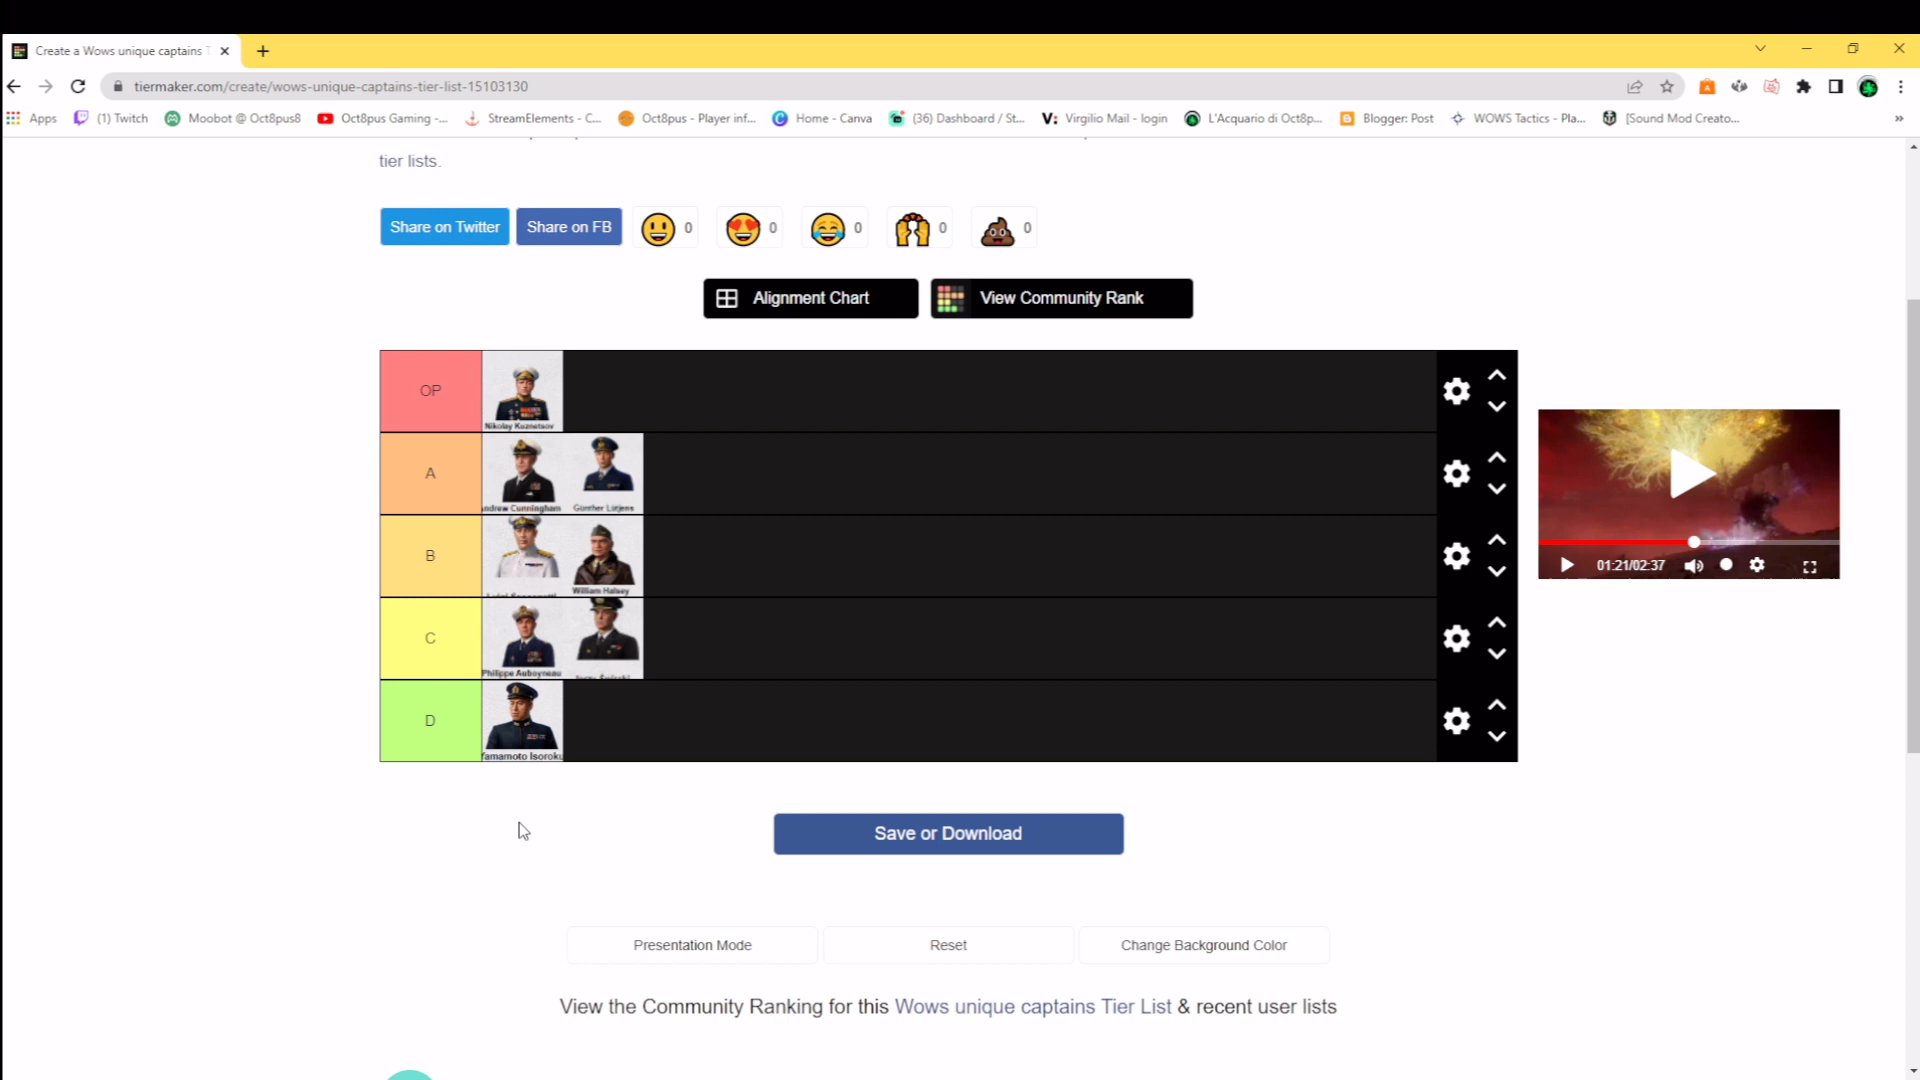 Create a Wows unique captains T
tiermaker.com/create/wows-unique-captains-tier-list-15103130
Apps (1) Twitch Moobot @ Oct8pus8 Oct8pus Gaming -... StreamElements - C... Oct8pus - Player inf... Home - Canva (36) Dashboard / St... Virgilio Mail - login L'Acquario di Oct8p... Blogger: Post WOWS Tactics - Pla... [Sound Mod Creato...
tier lists.
Share on Twitter Share on FB 0 0 0 0 0
Alignment Chart View Community Rank
OP
Nikolay Kuznetsov
A
ndrew Cunningham Günther Lütjens
B
William Halsey
C
Philippe Auboyneau
D
Yamamoto Isoroku
01:21/02:37
Save or Download
Presentation Mode Reset Change Background Color
View the Community Ranking for this Wows unique captains Tier List & recent user lists